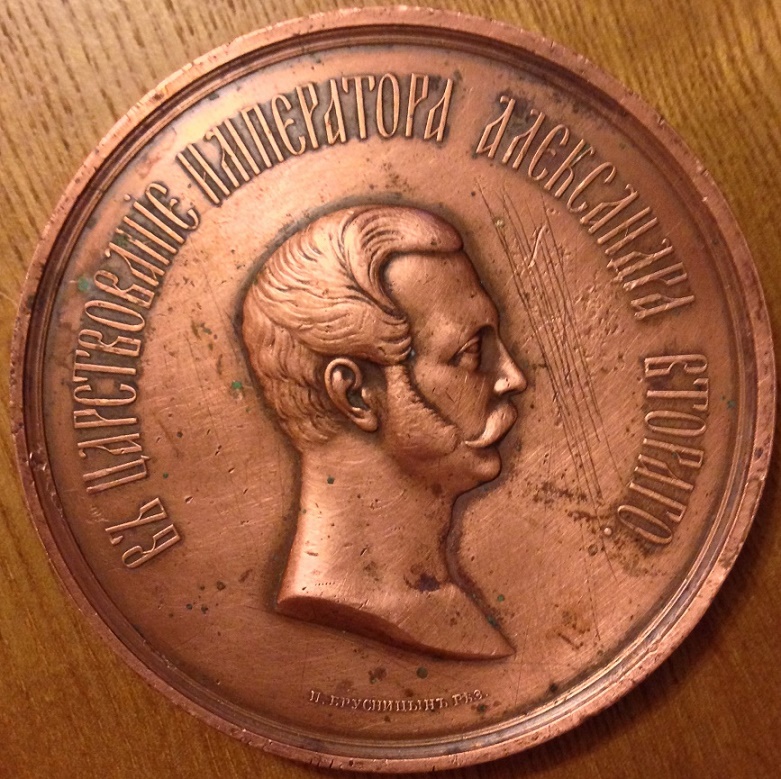 ВЪ ЦАРСТВОВАНІЕ ИМПЕРАТОРА АЛЕКСАНДРА ВТОРАГО.
П. БРУСНИЦЫНЪ РѢЗ.